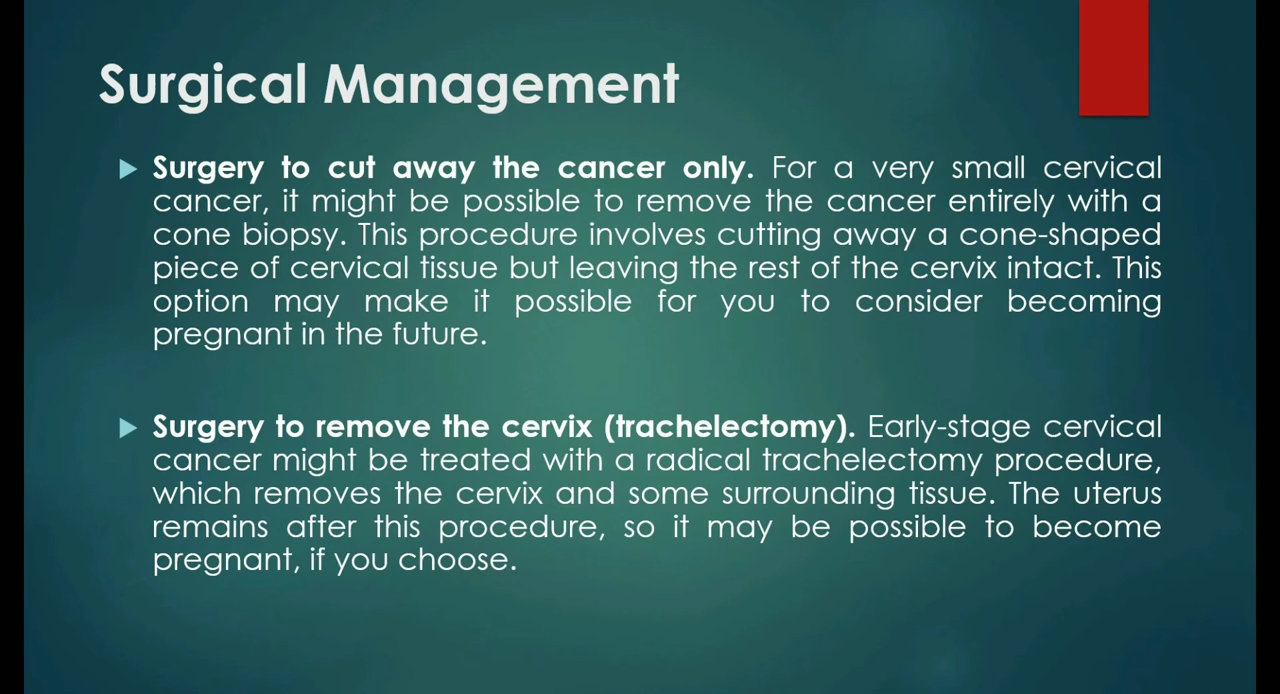 Surgical Management
Surgery to cut away the cancer only. For a very small cervical
cancer, it might be possible to remove the cancer entirely with a
cone biopsy. This procedure involves cutting away a cone-shaped
piece of cervical tissue but leaving the rest of the cervix intact. This
option may make it possible for you to consider becoming
pregnant in the future.
Surgery to remove the cervix (trachelectomy). Early-stage cervical
cancer might be treated with a radical trachelectomy procedure,
which removes the cervix and some surrounding tissue. The uterus
remains after this procedure, so it may be possible to become
pregnant, if you choose.